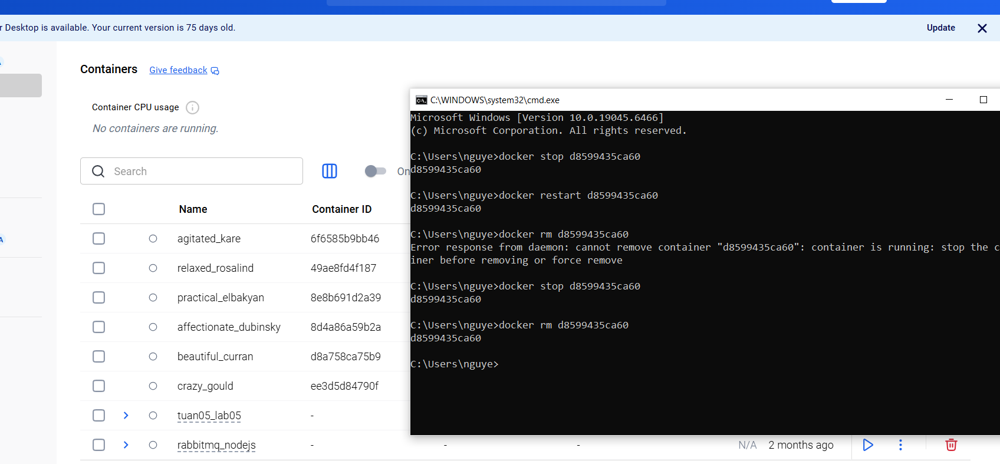 r Desktop is available. Your current version is 75 days old.
Update
Containers
Give feedback
Container CPU usage
No containers are running.
Search
On
Name
Container ID
agitated_kare
6f6585b9bb46
relaxed_rosalind
49ae8fd4f187
practical_elbakyan
8e8b691d2a39
affectionate_dubinsky
8d4a86a59b2a
beautiful_curran
d8a758ca75b9
crazy_gould
ee3d5d84790f
tuan05_lab05
-
rabbitmq_nodejs
-
-
-
N/A
2 months ago
A
C:\WINDOWS\system32\cmd.exe
Microsoft Windows [Version 10.0.19045.6466]
(c) Microsoft Corporation. All rights reserved.
C:\Users\nguye>docker stop d8599435ca60
d8599435ca60
C:\Users\nguye>docker restart d8599435ca60
d8599435ca60
C:\Users\nguye>docker rm d8599435ca60
Error response from daemon: cannot remove container "d8599435ca60": container is running: stop the c
iner before removing or force remove
C:\Users\nguye>docker stop d8599435ca60
d8599435ca60
C:\Users\nguye>docker rm d8599435ca60
d8599435ca60
C:\Users\nguye>